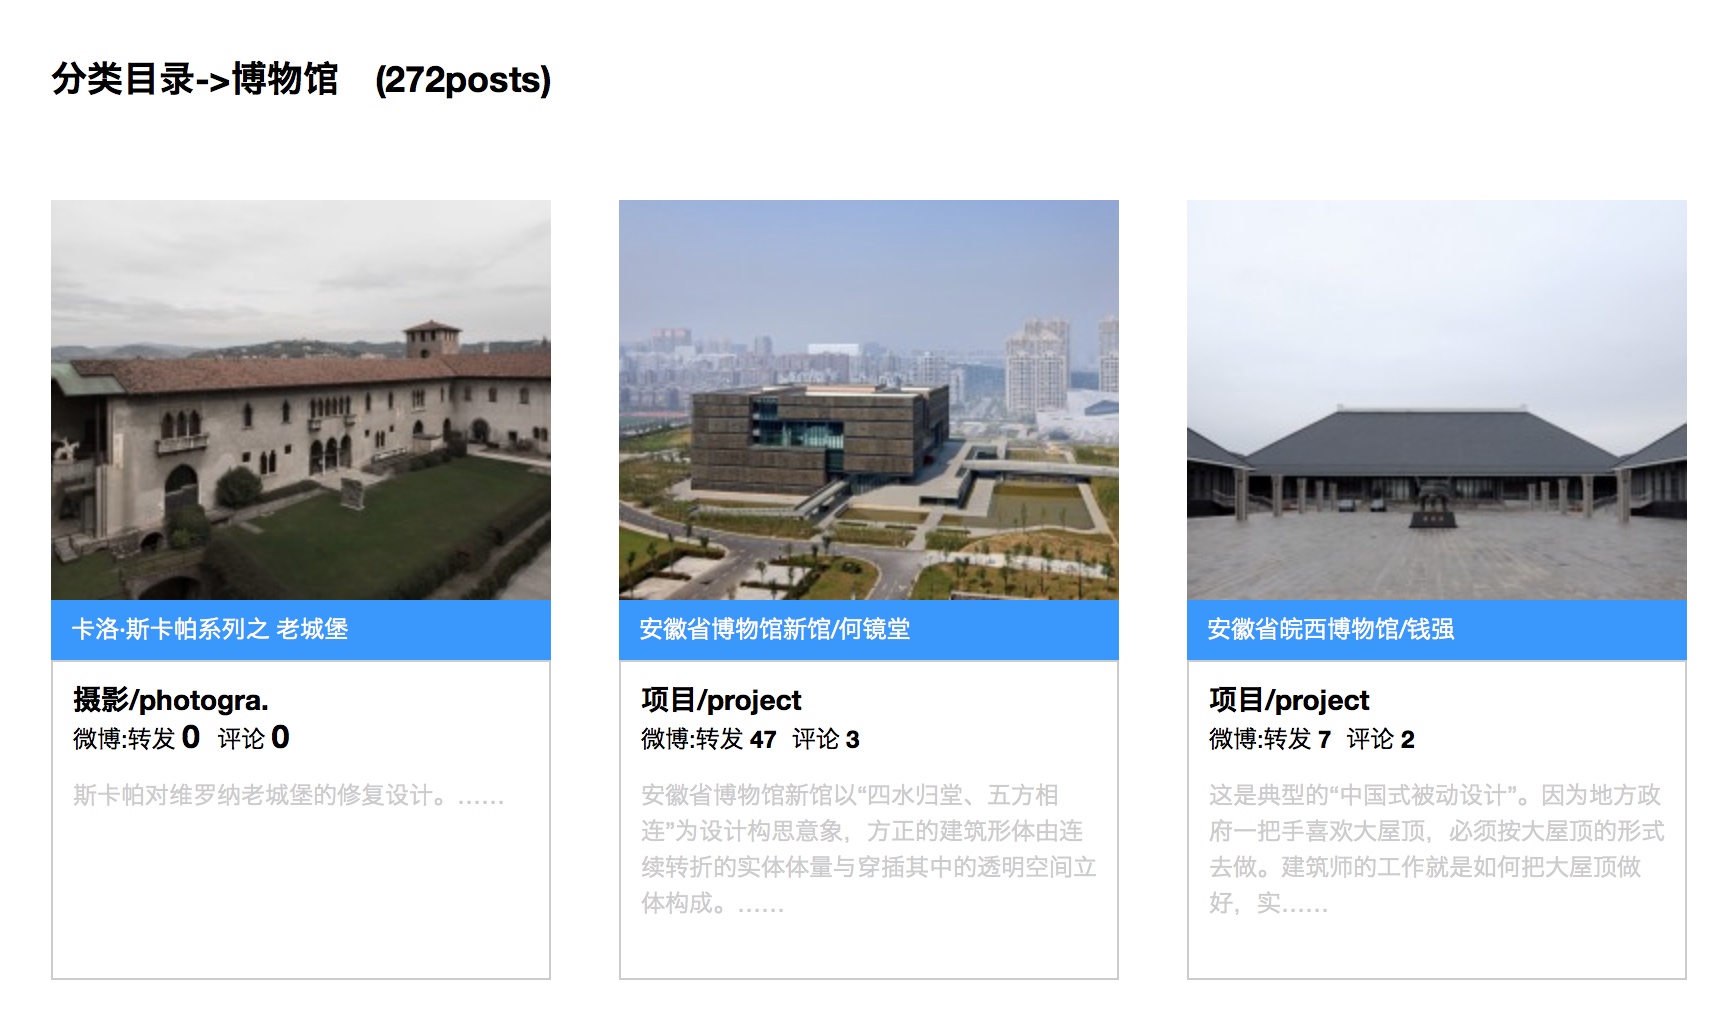 分类目录->博物馆 (272posts)
卡洛·斯卡帕系列之 老城堡
摄影/photogra.
微博:转发 0 评论 0
斯卡帕对维罗纳老城堡的修复设计。……
安徽省博物馆新馆/何镜堂
项目/project
微博:转发 47 评论 3
安徽省博物馆新馆以“四水归堂、五方相
连”为设计构思意象，方正的建筑形体由连
续转折的实体体量与穿插其中的透明空间立
体构成。……
安徽省皖西博物馆/钱强
项目/project
微博:转发 7 评论 2
这是典型的“中国式被动设计”。因为地方政
府一把手喜欢大屋顶，必须按大屋顶的形式
去做。建筑师的工作就是如何把大屋顶做
好，实……